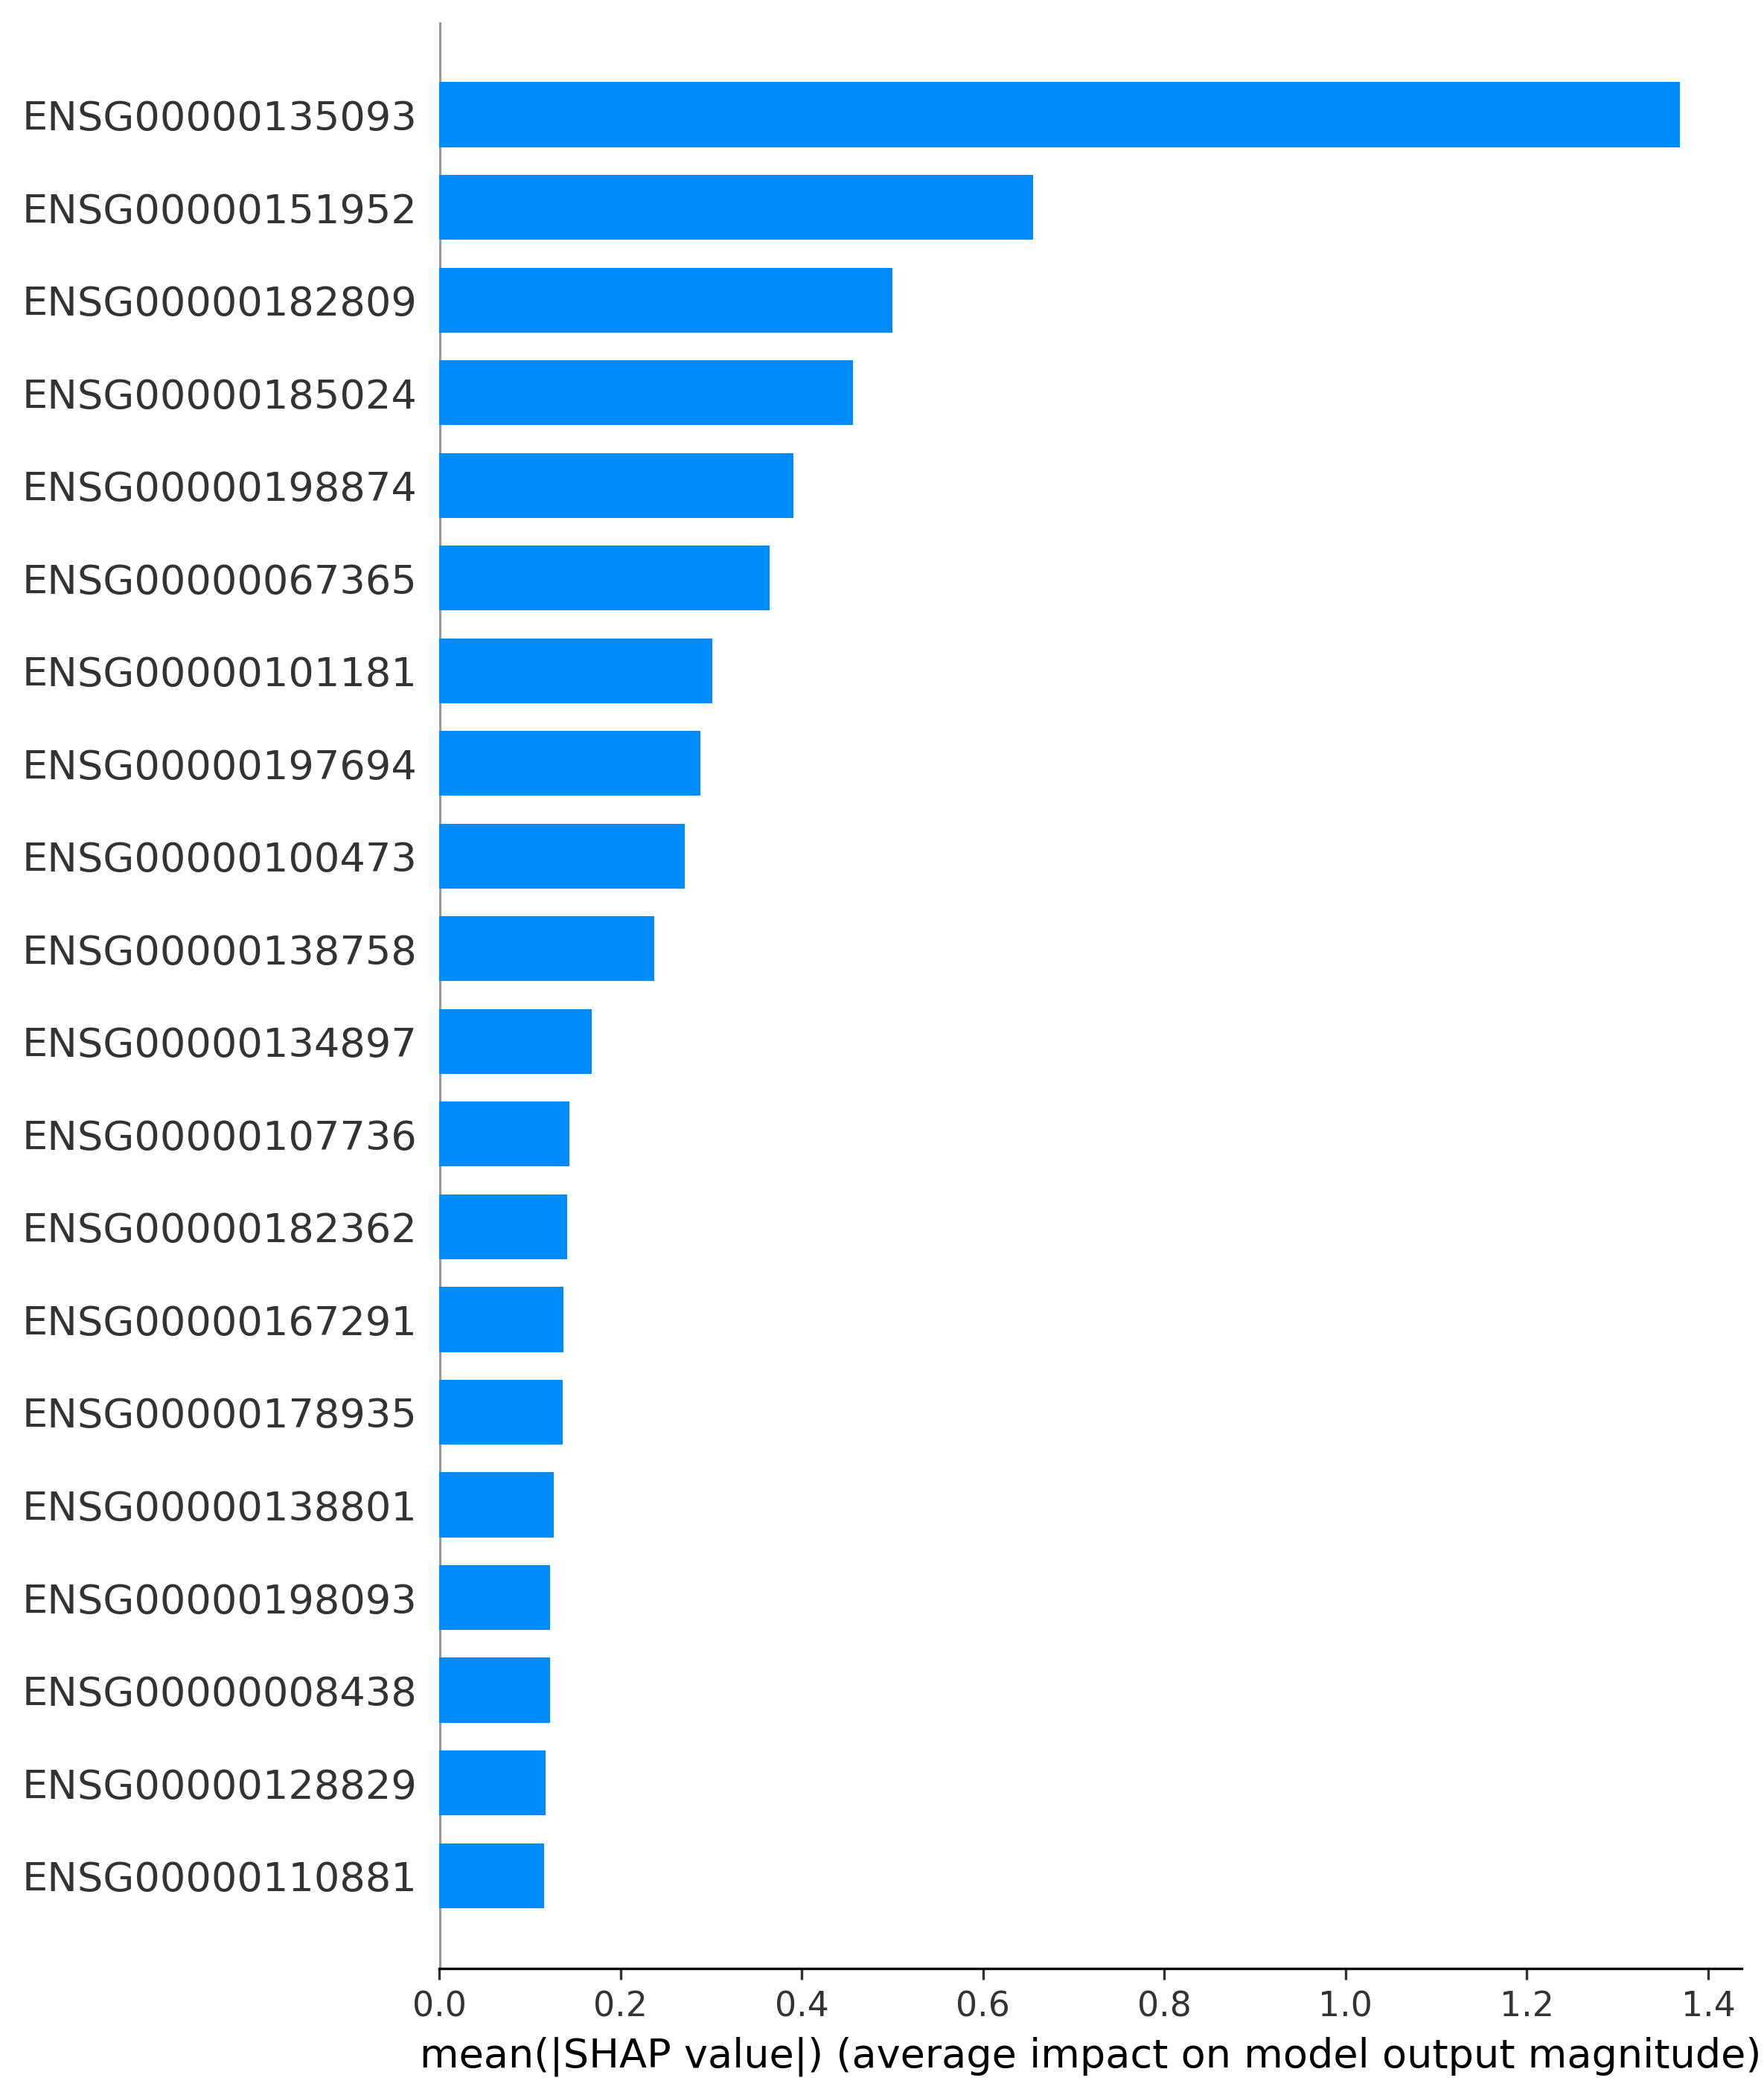 ENSG00000135093
ENSG00000151952
ENSG00000182809
ENSG00000185024
ENSG00000198874
ENSG00000067365
ENSG00000101181
ENSG00000197694
ENSG00000100473
ENSG00000138758
ENSG00000134897
ENSG00000107736
ENSG00000182362
ENSG00000167291
ENSG00000178935
ENSG00000138801
ENSG00000198093
ENSG00000008438
ENSG00000128829
ENSG00000110881
0.0 0.2 0.4 0.6 0.8 1.0 1.2 1.4
mean(|SHAP value|) (average impact on model output magnitude)